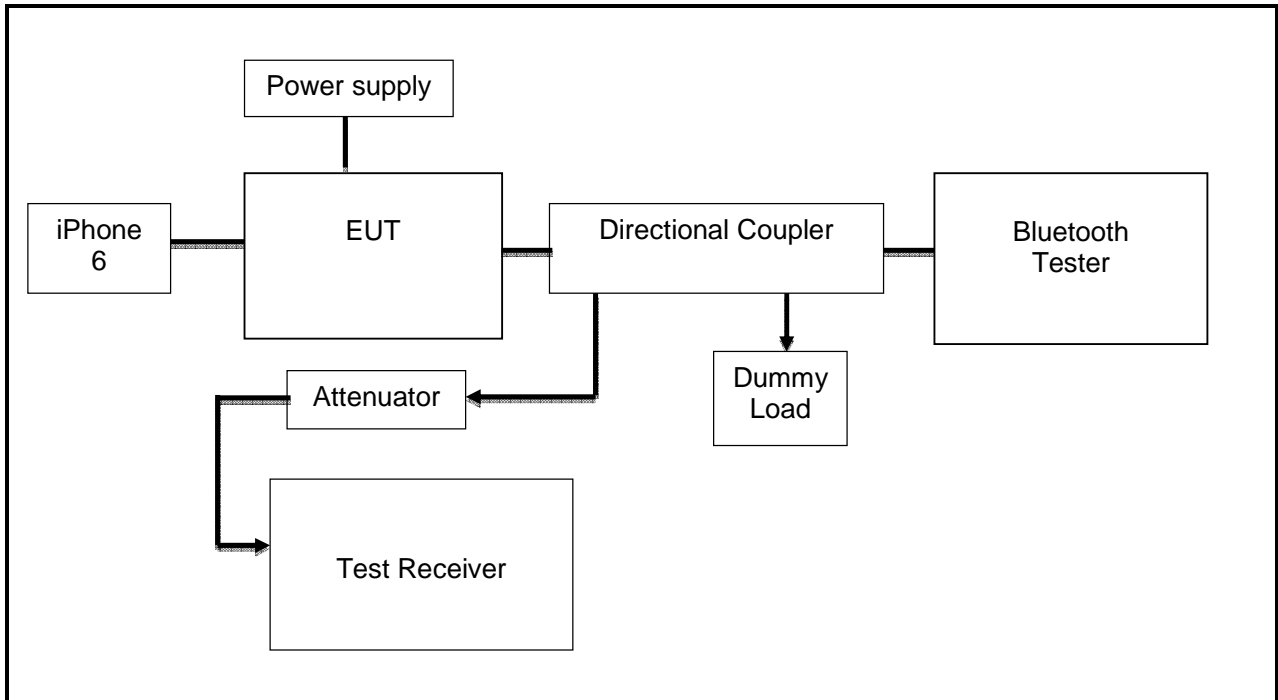 Power supply
iPhone
6
EUT
Directional Coupler
Bluetooth
Tester
Attenuator
Dummy
Load
Test Receiver